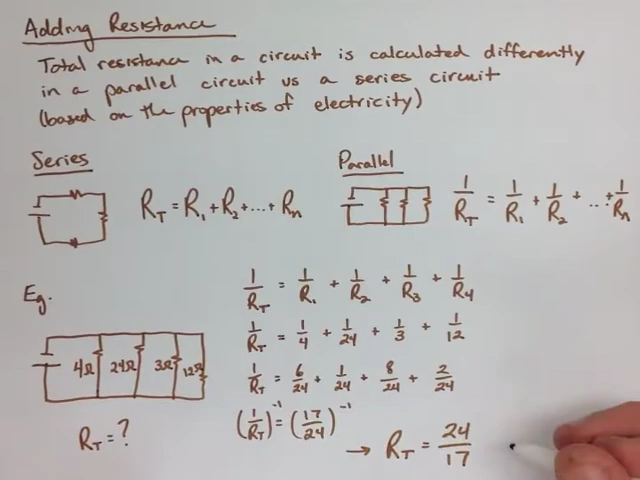 Adding Resistance
Total resistance in a circuit is calculated differently
in a parallel circuit vs a series circuit
(based on the properties of electricity)
Series
R_T = R_1 + R_2 + ... + R_n
Parallel
1/R_T = 1/R_1 + 1/R_2 + ... + 1/R_n
Eg.
4Ω 24Ω 3Ω 12Ω
R_T = ?
1/R_T = 1/R_1 + 1/R_2 + 1/R_3 + 1/R_4
1/R_T = 1/4 + 1/24 + 1/3 + 1/12
1/R_T = 6/24 + 1/24 + 8/24 + 2/24
(1/R_T)^-1 = (17/24)^-1
→ R_T = 24/17